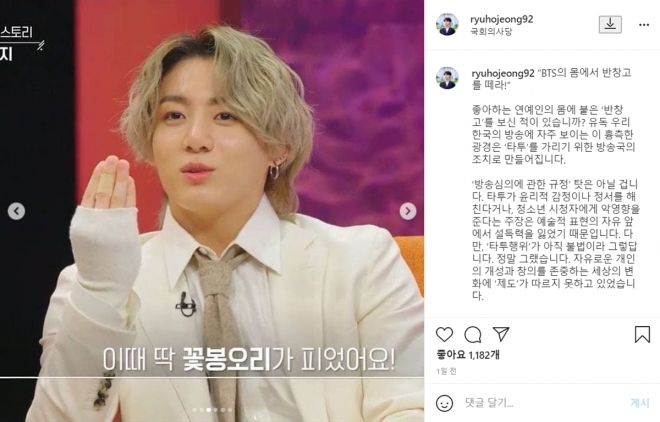 스토리
지
이때 딱 꽃봉오리가 피었어요!
ryuhojeong92
국회의사당
ryuhojeong92 “BTS의 몸에서 반창고
를 떼라!”
좋아하는 연예인의 몸에 붙은 ‘반창
고’를 보신 적이 있습니까? 유독 우리
한국의 방송에 자주 보이는 이 흉측한
광경은 ‘타투’를 가리기 위한 방송국의
조치로 만들어집니다.
‘방송심의에 관한 규정’ 탓은 아닐 겁니
다. 타투가 윤리적 감정이나 정서를 해
친다거나, 청소년 시청자에게 악영향을
준다는 주장은 예술적 표현의 자유 앞
에서 설득력을 잃었기 때문입니다. 다
만, ‘타투행위’가 아직 불법이라 그렇답
니다. 정말 그랬습니다. 자유로운 개인
의 개성과 창의를 존중하는 세상의 변
화에 ‘제도’가 따르지 못하고 있었습니
다.
좋아요 1,182개
1일 전
댓글 달기...
게시